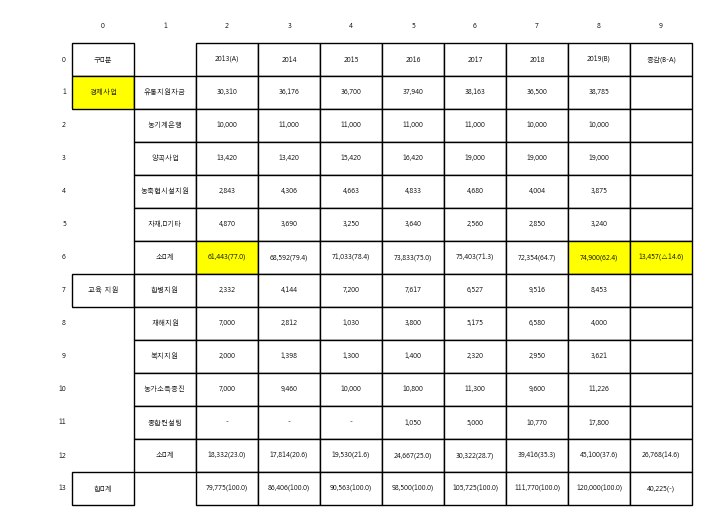 0 1 2 3 4 5 6 7 8 9
0 구□분 2013(A) 2014 2015 2016 2017 2018 2019(B) 증감(B-A)
1 경제사업 유통지원자금 30,310 36,176 36,700 37,940 38,163 36,500 38,785
2 농기계은행 10,000 11,000 11,000 11,000 11,000 10,000 10,000
3 양곡사업 13,420 13,420 15,420 16,420 19,000 19,000 19,000
4 농축협시설지원 2,843 4,306 4,663 4,833 4,680 4,004 3,875
5 자재,□기타 4,870 3,690 3,250 3,640 2,560 2,850 3,240
6 소□계 61,443(77.0) 68,592(79.4) 71,033(78.4) 73,833(75.0) 75,403(71.3) 72,354(64.7) 74,900(62.4) 13,457(△14.6)
7 교육 지원 합병지원 2,332 4,144 7,200 7,617 6,527 9,516 8,453
8 재해지원 7,000 2,812 1,030 3,800 5,175 6,580 4,000
9 복지지원 2,000 1,398 1,300 1,400 2,320 2,950 3,621
10 농가소득증진 7,000 9,460 10,000 10,800 11,300 9,600 11,226
11 종합컨설팅 - - - 1,050 5,000 10,770 17,800
12 소□계 18,332(23.0) 17,814(20.6) 19,530(21.6) 24,667(25.0) 30,322(28.7) 39,416(35.3) 45,100(37.6) 26,768(14.6)
13 합□계 79,775(100.0) 86,406(100.0) 90,563(100.0) 98,500(100.0) 105,725(100.0) 111,770(100.0) 120,000(100.0) 40,225(-)